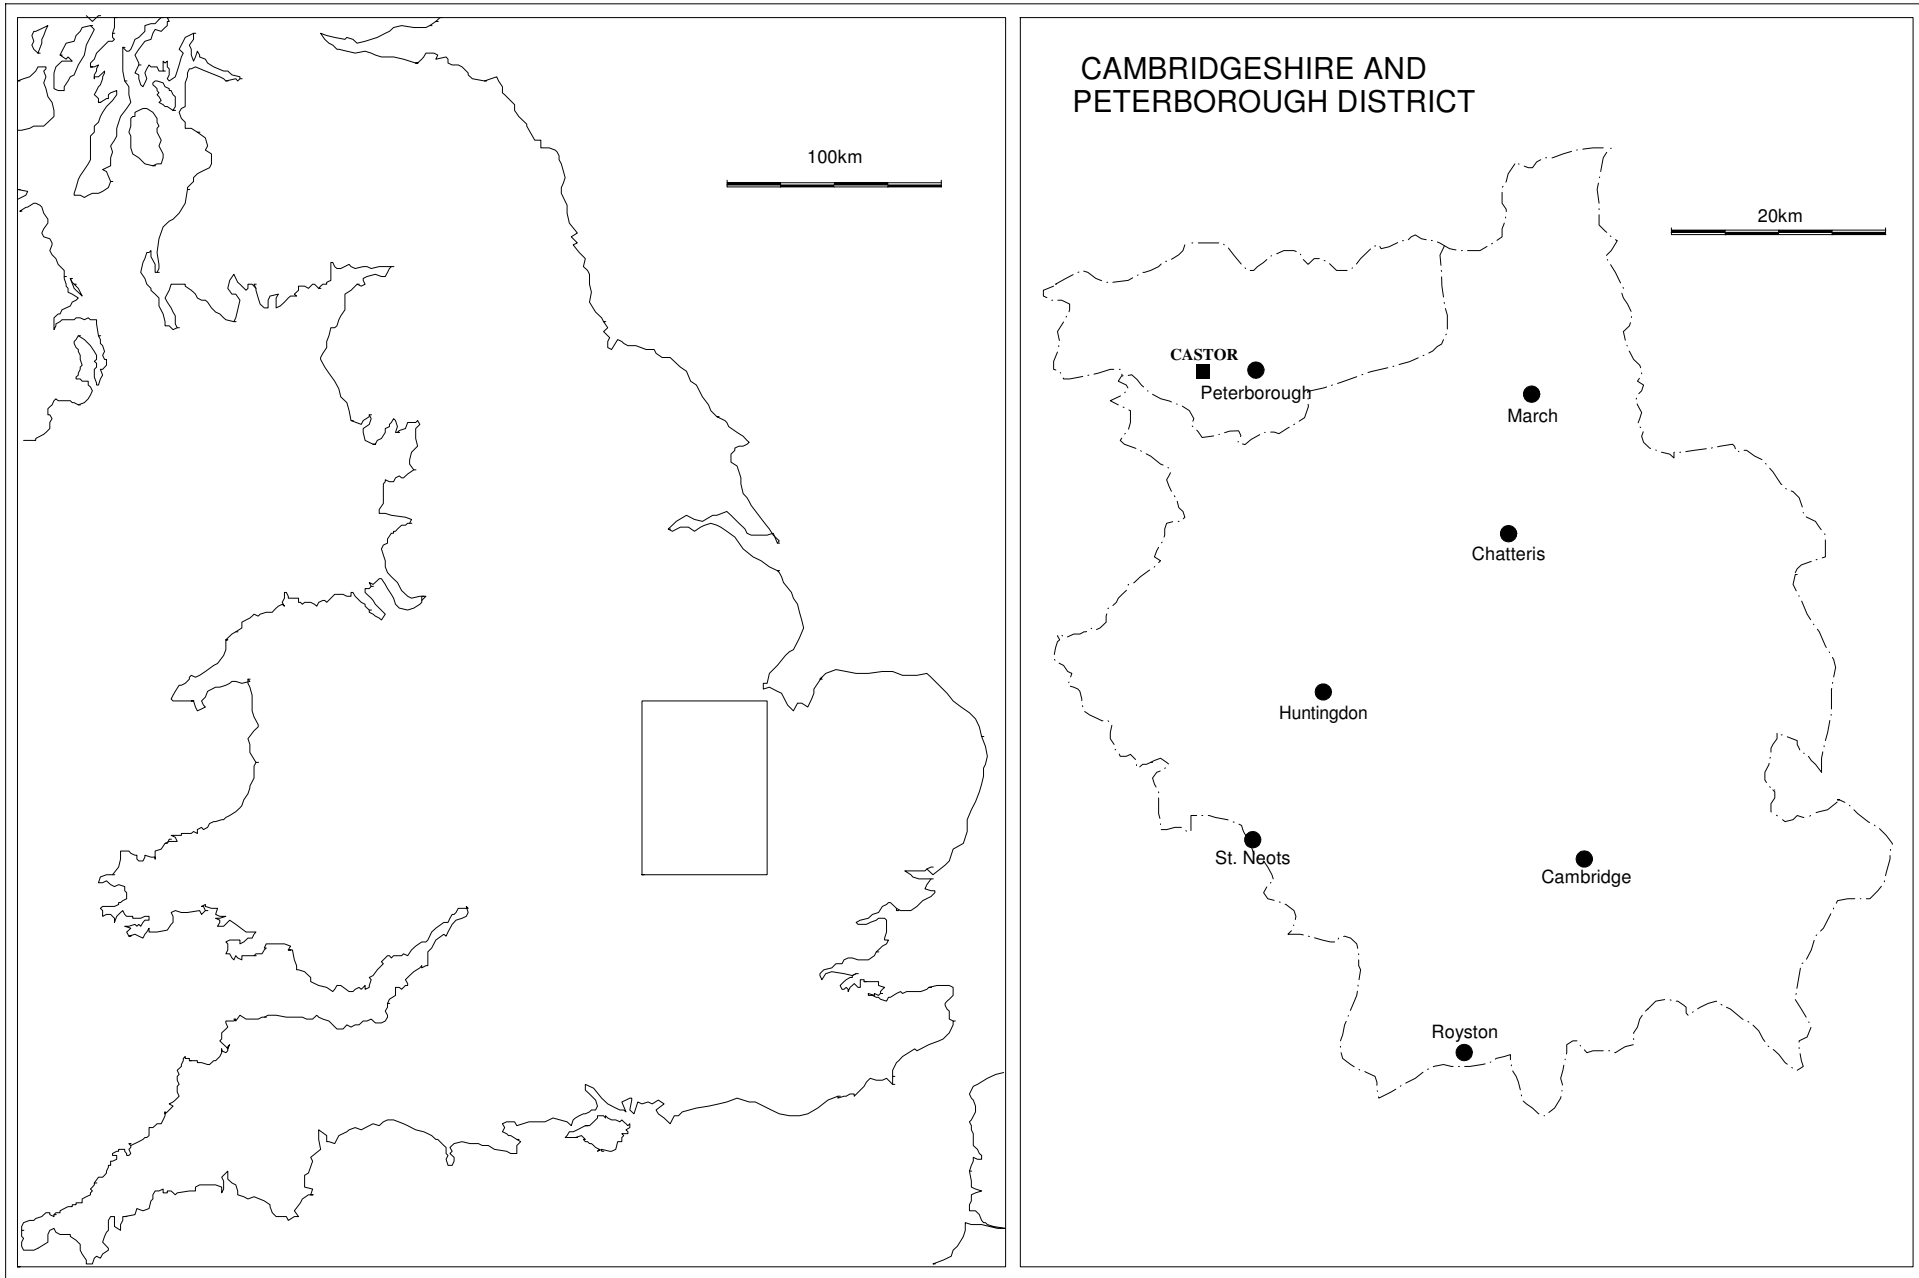 100km
CAMBRIDGESHIRE AND
PETERBOROUGH DISTRICT
20km
CASTOR
Peterborough
March
Chatteris
Huntingdon
St. Neots
Cambridge
Royston